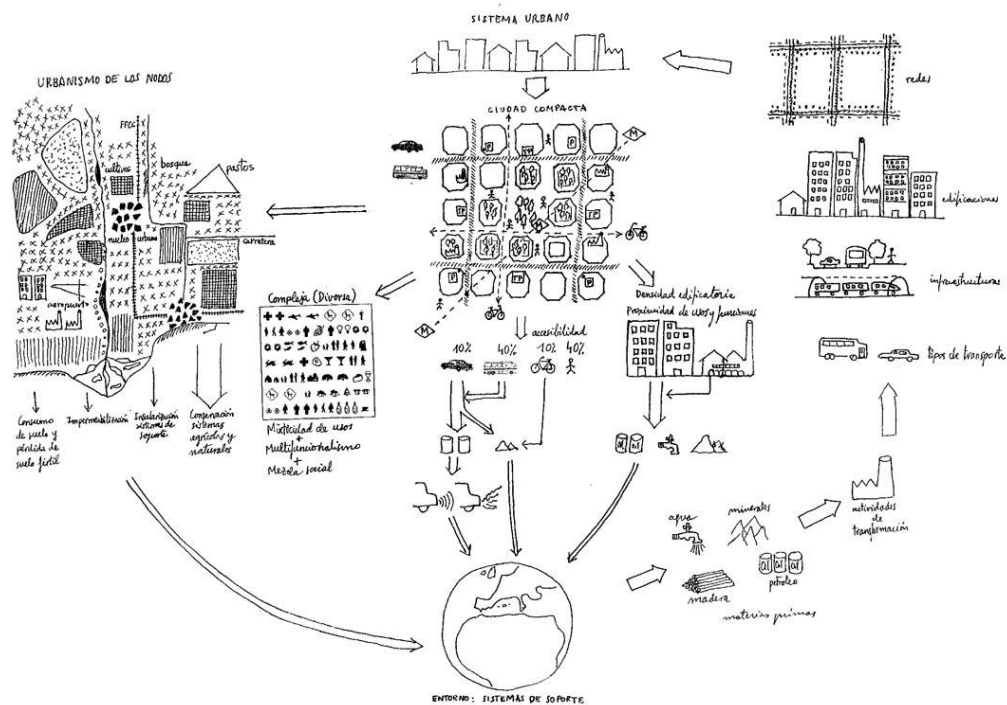 SISTEMA URBANO
URBANISMO DE LOS NODOS
CIUDAD COMPACTA
redes
FFCC
bosque
cultivos
pastos
M
P
P
edificaciones
nucleo urbano
carretera
aeropuerto
infraestructuras
Compleja (Diversa)
M
Densidad edificatoria
Proximidad de usos y funciones
accesibilidad
10%
40%
10%
40%
tipos de transporte
Consumo
de suelo y
pérdida de
suelo fértil
Impermeabilización
Insularización
sistemas de
soporte
Conservación
sistemas
agrícolas y
naturales
Mixticidad de usos
+
Multifuncionalismo
+
Mezcla social
actividades
de
transformación
agua
minerales
petroleo
madera
materias primas
ENTORNO: SISTEMAS DE SOPORTE